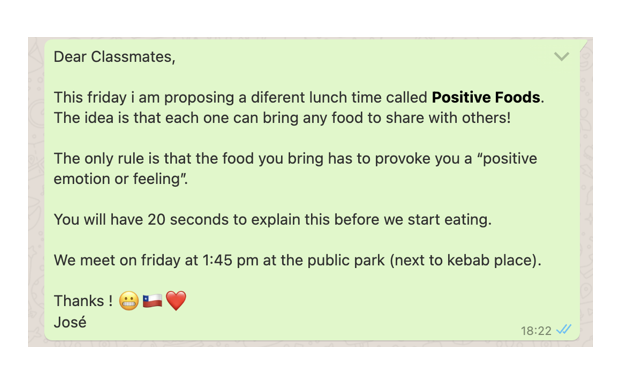 Dear Classmates,
This friday i am proposing a diferent lunch time called Positive Foods.
The idea is that each one can bring any food to share with others!
The only rule is that the food you bring has to provoke you a “positive
emotion or feeling”.
You will have 20 seconds to explain this before we start eating.
We meet on friday at 1:45 pm at the public park (next to kebab place).
Thanks ! 😬🇨🇱❤️
José
18:22